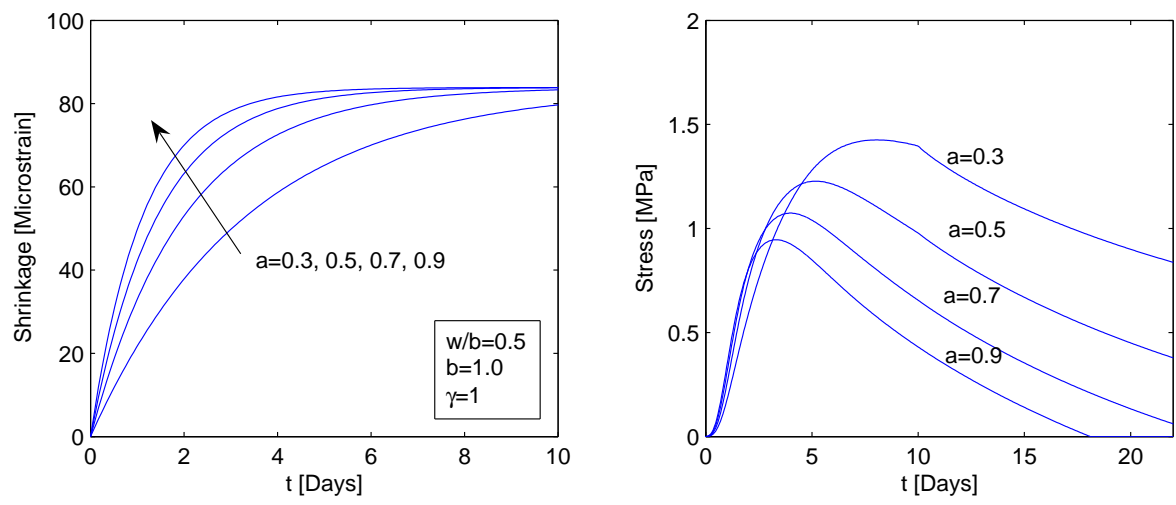 100
80
60
40
20
0
Shrinkage [Microstrain]
a=0.3, 0.5, 0.7, 0.9
w/b=0.5
b=1.0
γ=1
0 2 4 6 8 10
t [Days]
2
1.5
1
0.5
0
Stress [MPa]
a=0.3
a=0.5
a=0.7
a=0.9
0 5 10 15 20
t [Days]